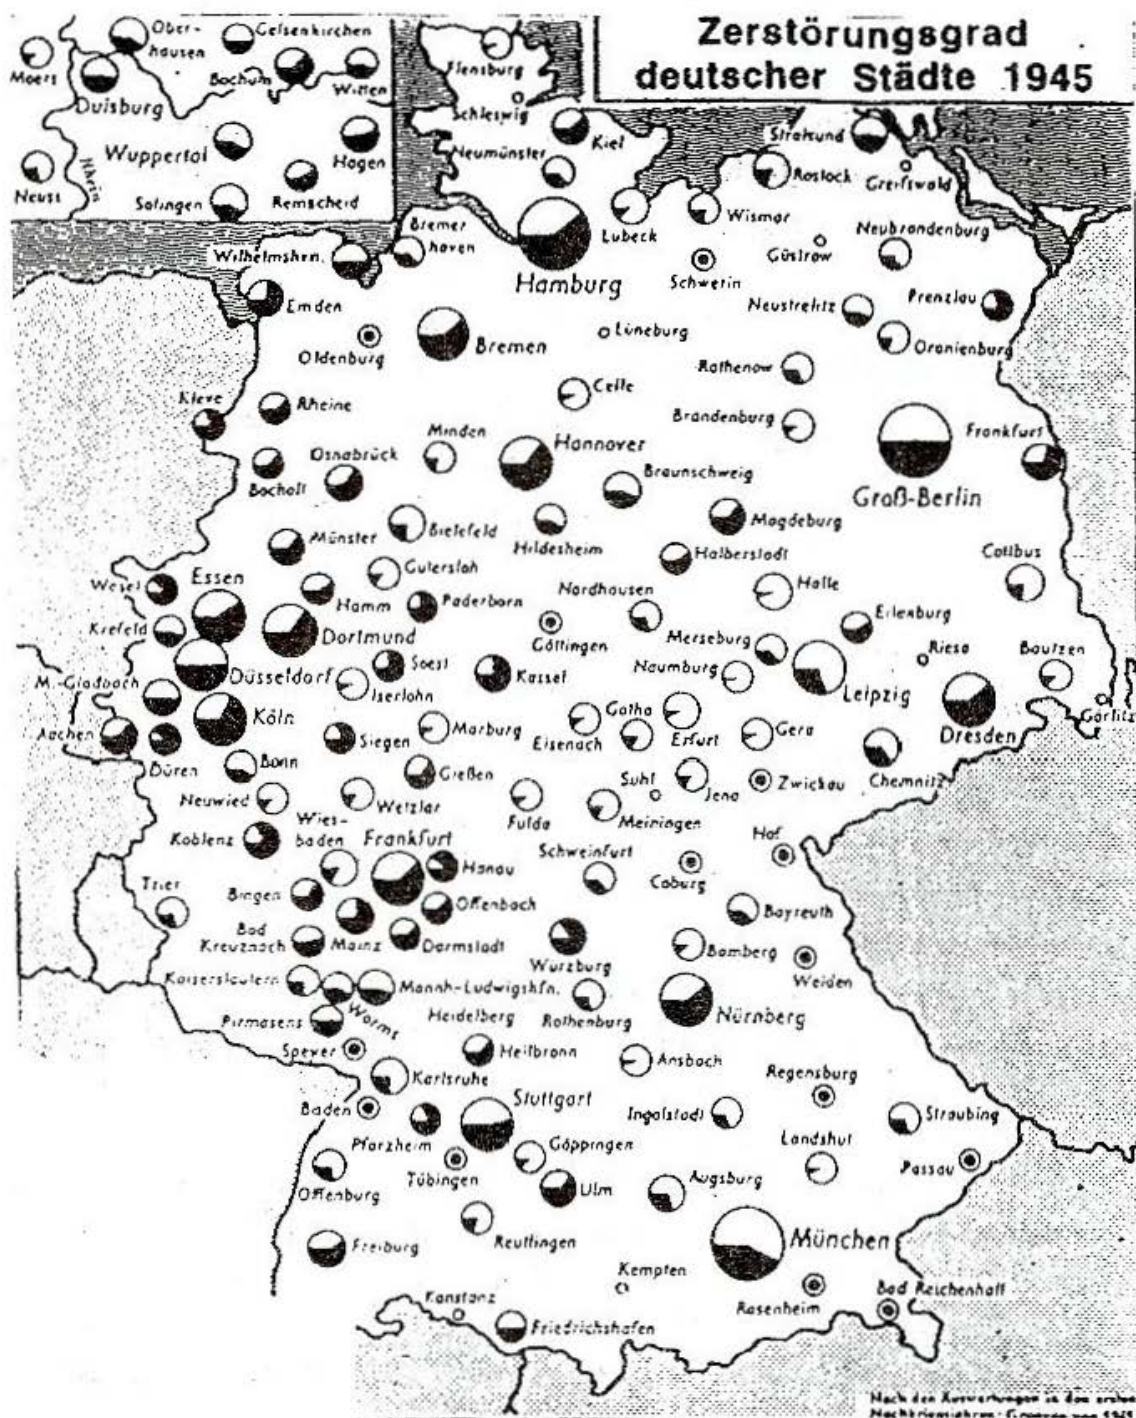 Zerstörungsgrad
deutscher Städte 1945
Moers
Ober-
hausen
Gelsenkirchen
Duisburg
Bochum
Witten
Wuppertal
Hagen
Neuss
Rhein
Solingen
Remscheid
Flensburg
Schleswig
Kiel
Neumünster
Stralsund
Rostock
Greifswald
Lübeck
Wismar
Bremer
haven
Wilhelmshav.
Hamburg
Schwerin
Güstrow
Neubrandenburg
Emden
Neustrelitz
Prenzlau
Oldenburg
Bremen
Lüneburg
Oranienburg
Rathenow
Celle
Kleve
Rheine
Brandenburg
Frankfurt
Minden
Hannover
Osnabrück
Bocholt
Braunschweig
Groß-Berlin
Münster
Bielefeld
Hildesheim
Magdeburg
Halberstadt
Cottbus
Wesel
Essen
Gütersloh
Hamm
Paderborn
Nordhausen
Halle
Eilenburg
Krefeld
Dortmund
Göttingen
Merseburg
Riesa
Bautzen
Düsseldorf
Soest
Kassel
Naumburg
Leipzig
M.-Gladbach
Iserlohn
Görlitz
Köln
Aachen
Siegen
Marburg
Eisenach
Gotha
Erfurt
Gera
Dresden
Düren
Bonn
Gießen
Suhl
Jena
Zwickau
Chemnitz
Neuwied
Wetzlar
Fulda
Meiningen
Koblenz
Wies-
baden
Frankfurt
Hanau
Schweinfurt
Coburg
Hof
Trier
Bingen
Offenbach
Bayreuth
Bad
Kreuznach
Mainz
Darmstadt
Würzburg
Bamberg
Weiden
Kaiserslautern
Worms
Mannh-Ludwigshfn.
Pirmasens
Heidelberg
Rothenburg
Nürnberg
Speyer
Heilbronn
Ansbach
Karlsruhe
Regensburg
Baden
Stuttgart
Ingolstadt
Straubing
Pforzheim
Göppingen
Landshut
Passau
Offenburg
Tübingen
Ulm
Augsburg
Reutlingen
Freiburg
München
Kempten
Konstanz
Rosenheim
Bad Reichenhall
Friedrichshafen
Nach den Auswertungen in den ersten